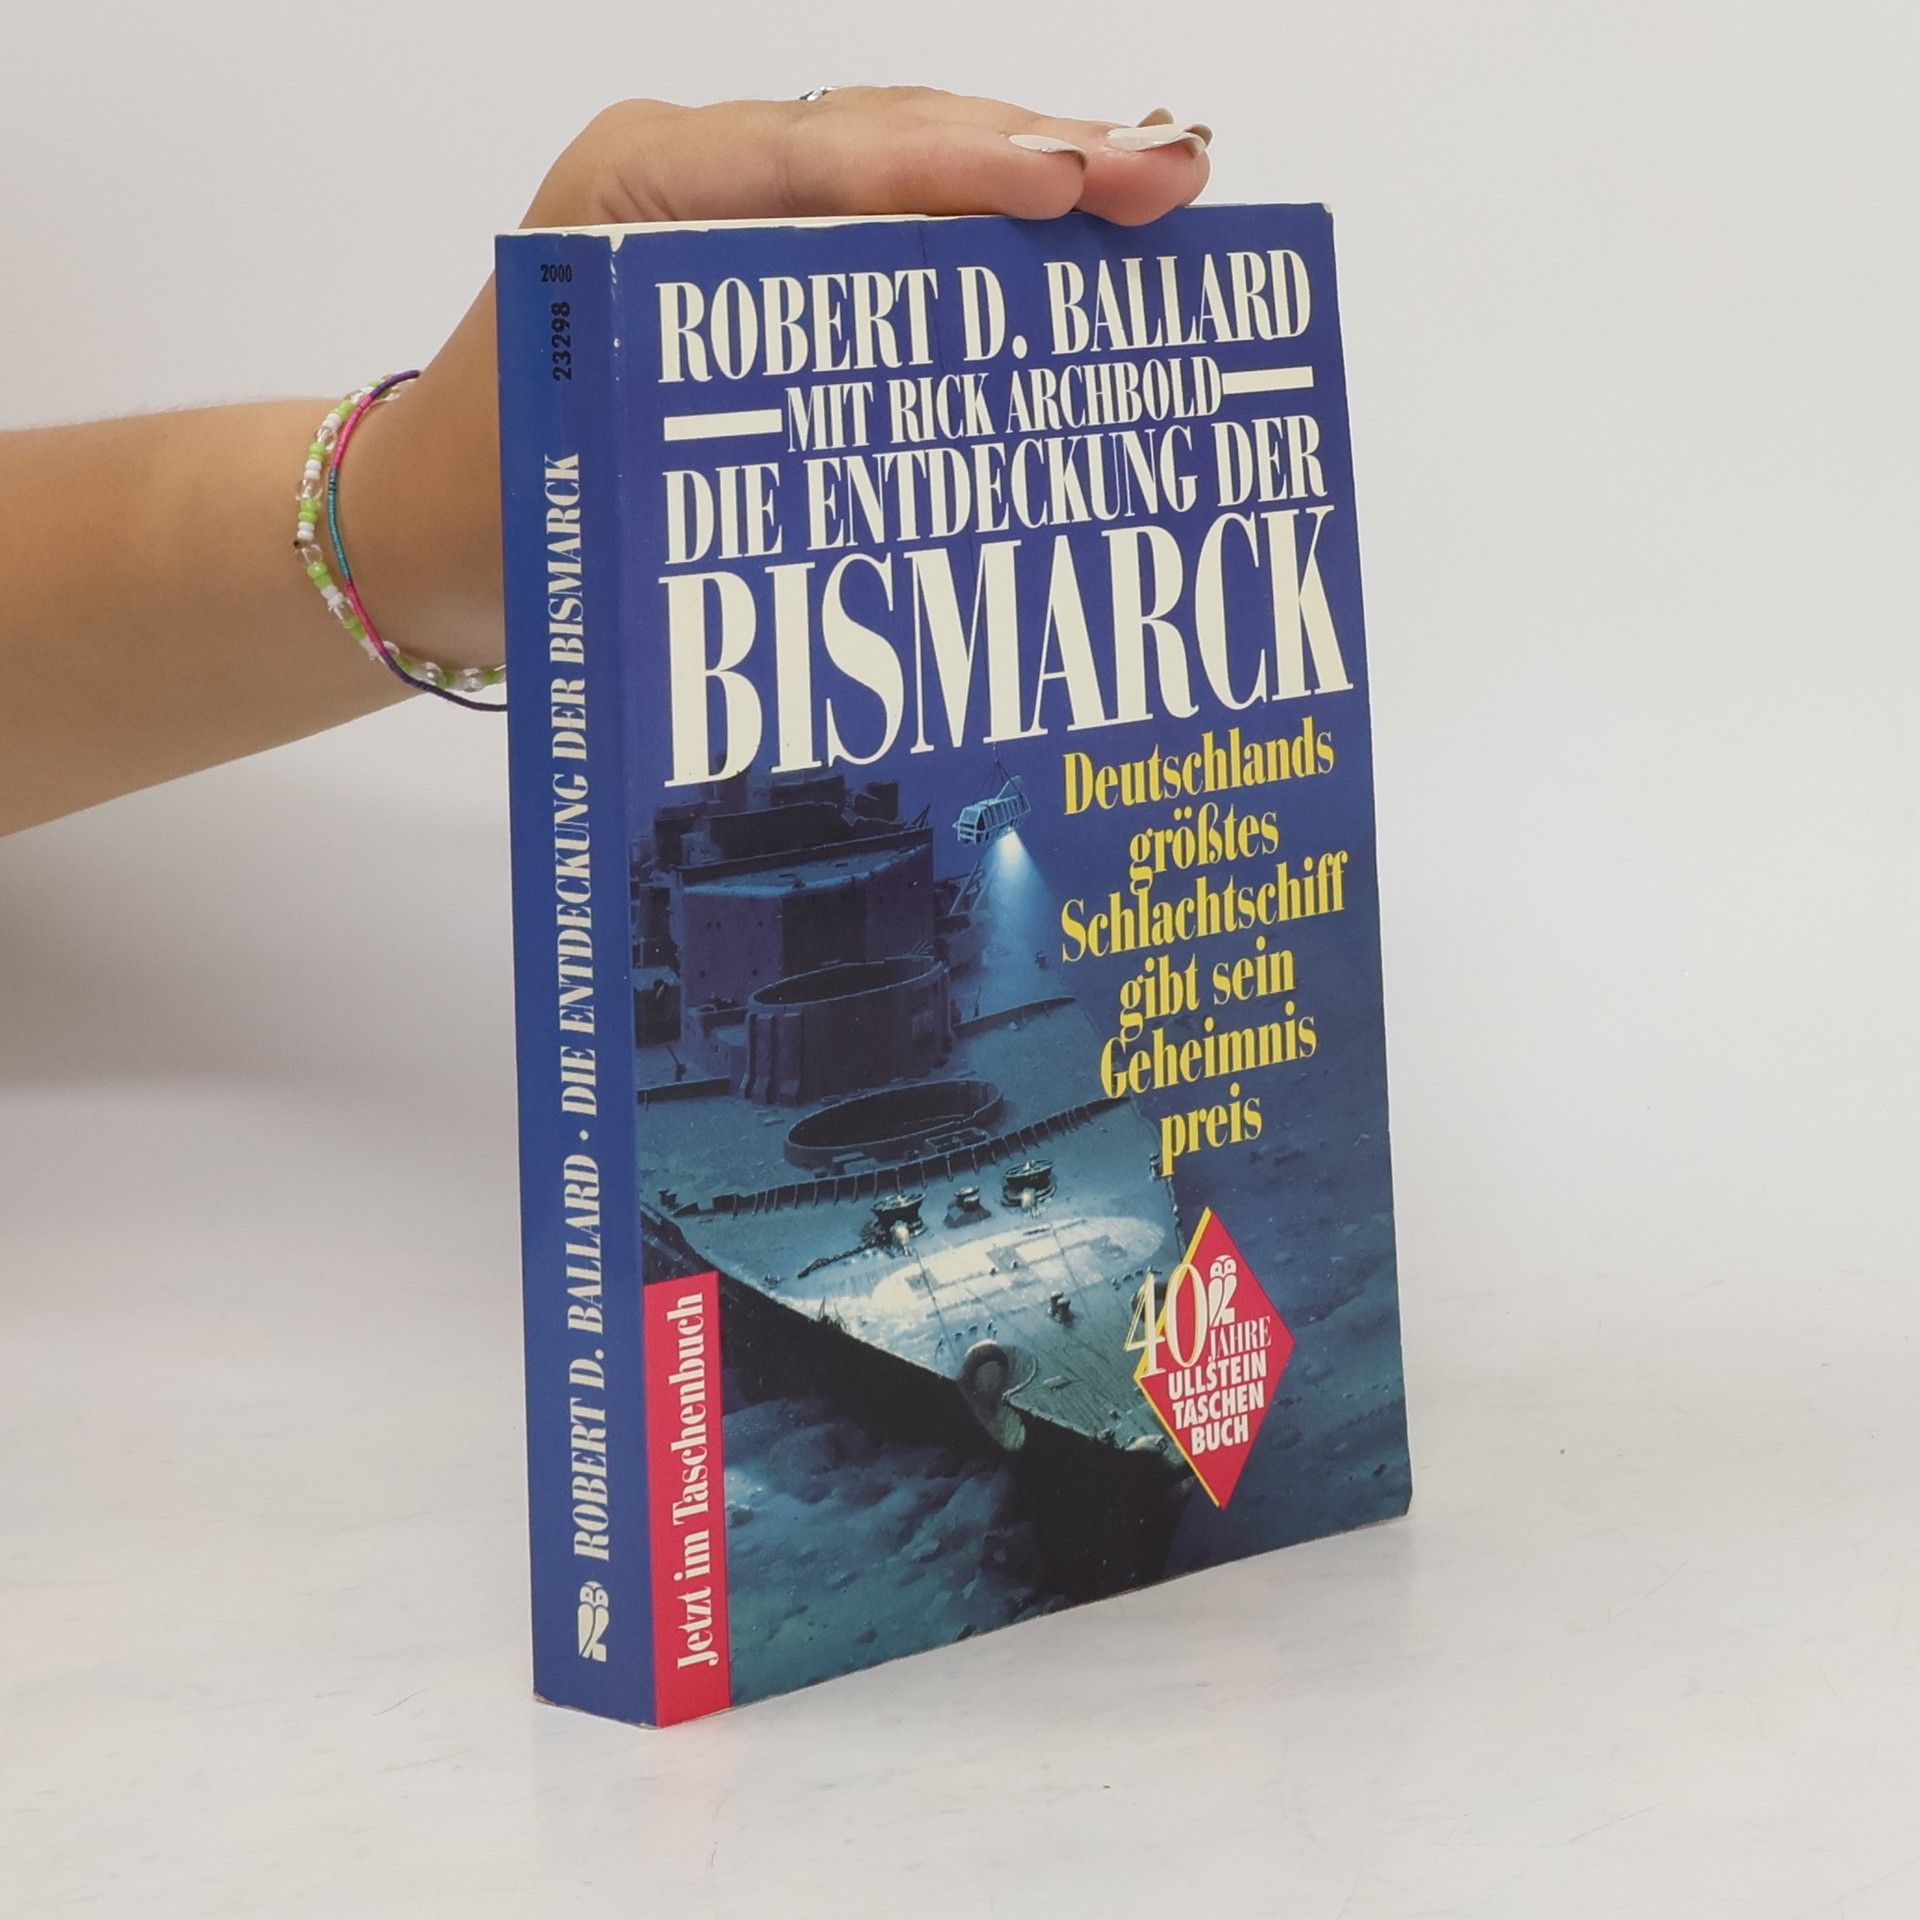 2000
23298
ROBERT D. BALLARD · DIE ENTDECKUNG DER BISMARCK
ROBERT D. BALLARD
MIT RICK ARCHBOLD
DIE ENTDECKUNG DER
BISMARCK
Deutschlands
größtes
Schlachtschiff
gibt sein
Geheimnis
preis
40
JAHRE
ULLSTEIN
TASCHEN
BUCH
Jetzt im Taschenbuch